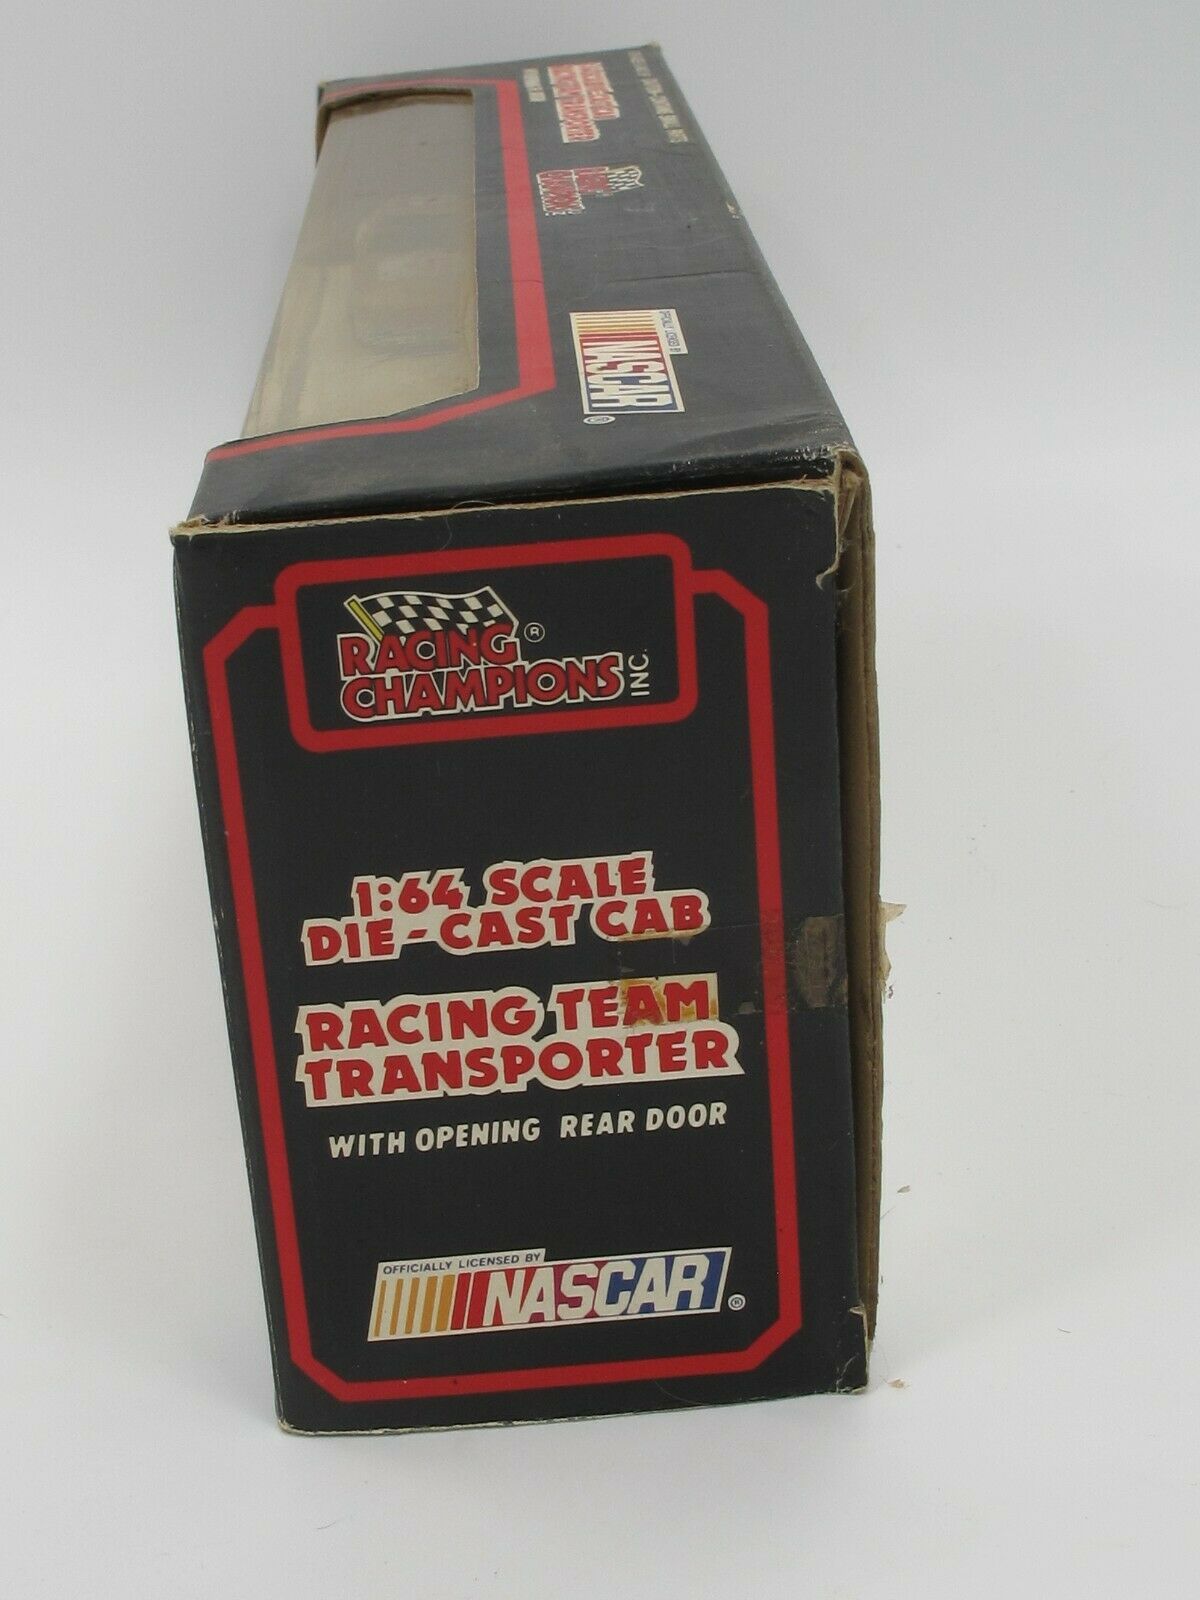 RACING ®
CHAMPIONS INC.
1:64 SCALE
DIE-CAST CAB
RACING TEAM
TRANSPORTER
WITH OPENING REAR DOOR
OFFICIALLY LICENSED BY
NASCAR ®
NASCAR ®